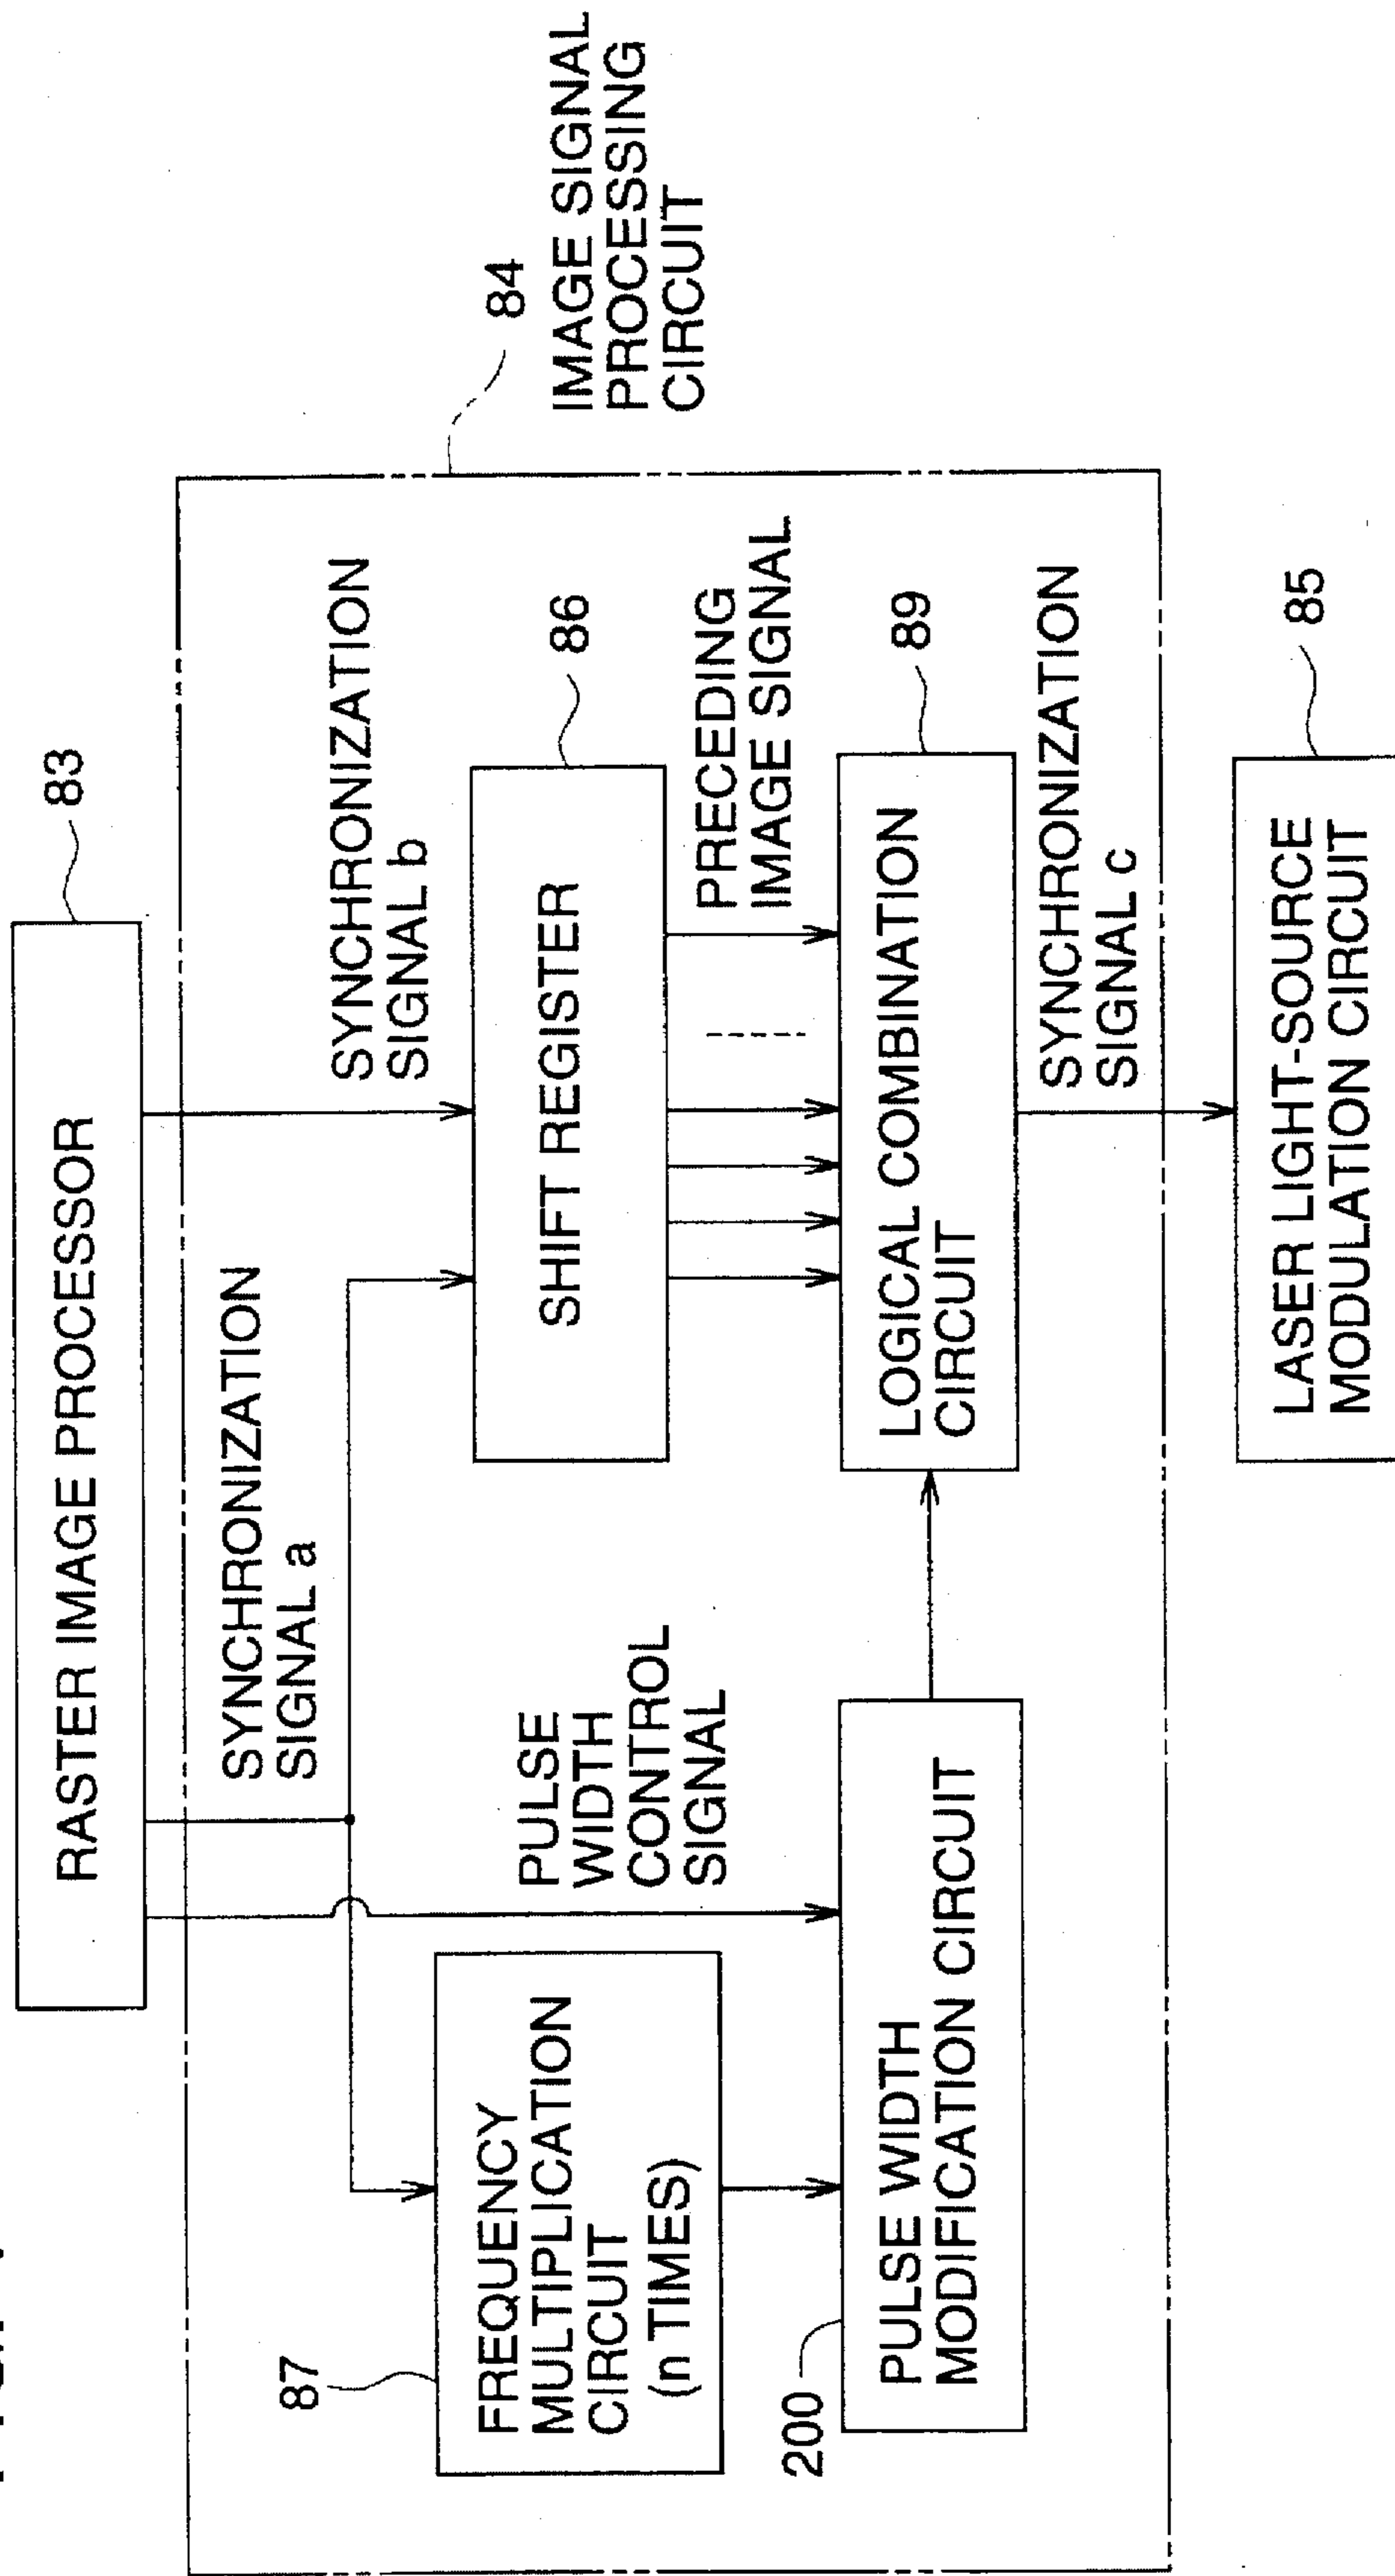 83
RASTER IMAGE PROCESSOR
SYNCHRONIZATION
SIGNAL a
SYNCHRONIZATION
SIGNAL b
84
IMAGE SIGNAL
PROCESSING
CIRCUIT
87
FREQUENCY
MULTIPLICATION
CIRCUIT
(n TIMES)
PULSE
WIDTH
CONTROL
SIGNAL
SHIFT REGISTER
86
PRECEDING
IMAGE SIGNAL
200
PULSE WIDTH
MODIFICATION CIRCUIT
LOGICAL COMBINATION
CIRCUIT
89
SYNCHRONIZATION
SIGNAL c
LASER LIGHT-SOURCE
MODULATION CIRCUIT
85